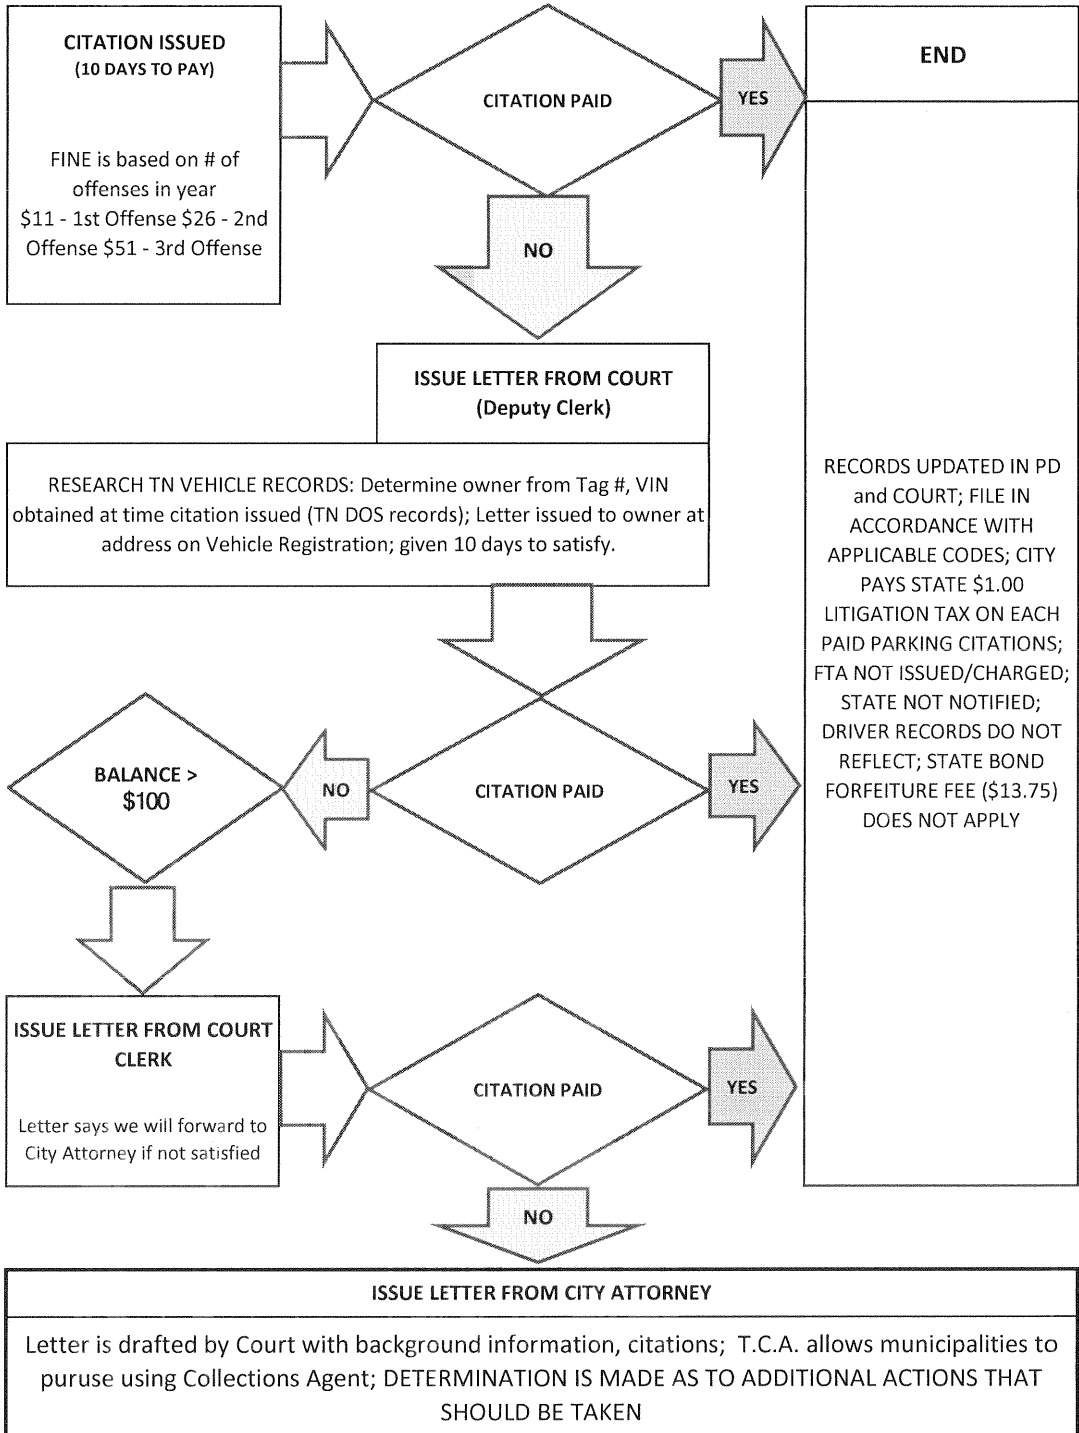 CITATION ISSUED
(10 DAYS TO PAY)
FINE is based on # of
offenses in year
$11 - 1st Offense $26 - 2nd
Offense $51 - 3rd Offense
CITATION PAID
YES
END
NO
ISSUE LETTER FROM COURT
(Deputy Clerk)
RESEARCH TN VEHICLE RECORDS: Determine owner from Tag #, VIN
obtained at time citation issued (TN DOS records); Letter issued to owner at
address on Vehicle Registration; given 10 days to satisfy.
RECORDS UPDATED IN PD
and COURT; FILE IN
ACCORDANCE WITH
APPLICABLE CODES; CITY
PAYS STATE $1.00
LITIGATION TAX ON EACH
PAID PARKING CITATIONS;
FTA NOT ISSUED/CHARGED;
STATE NOT NOTIFIED;
DRIVER RECORDS DO NOT
REFLECT; STATE BOND
FORFEITURE FEE ($13.75)
DOES NOT APPLY
BALANCE >
$100
NO
CITATION PAID
YES
ISSUE LETTER FROM COURT
CLERK
Letter says we will forward to
City Attorney if not satisfied
CITATION PAID
YES
NO
ISSUE LETTER FROM CITY ATTORNEY
Letter is drafted by Court with background information, citations; T.C.A. allows municipalities to
puruse using Collections Agent; DETERMINATION IS MADE AS TO ADDITIONAL ACTIONS THAT
SHOULD BE TAKEN